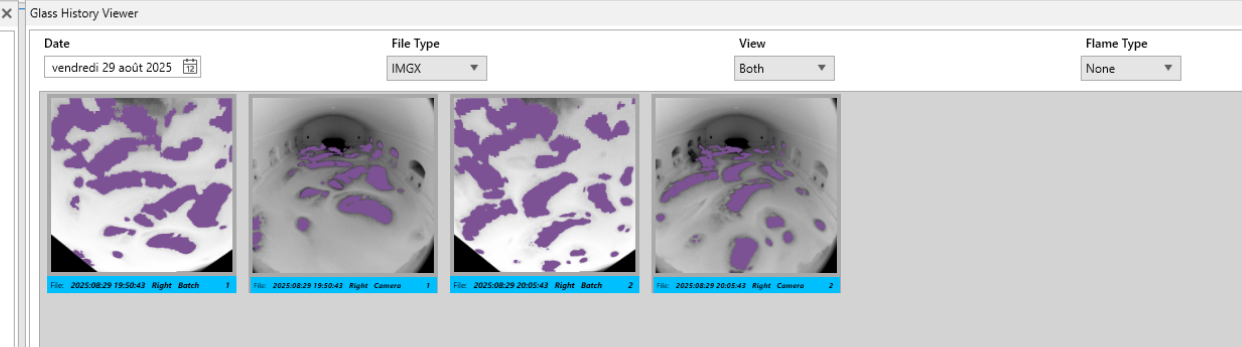 Glass History Viewer
Date File Type View Flame Type
vendredi 29 août 2025 12 IMGX Both None
File: 2025:08:29 19:50:43 Right Batch 1
File: 2025:08:29 19:50:43 Right Camera 1
File: 2025:08:29 20:05:43 Right Batch 2
File: 2025:08:29 20:05:43 Right Camera 2